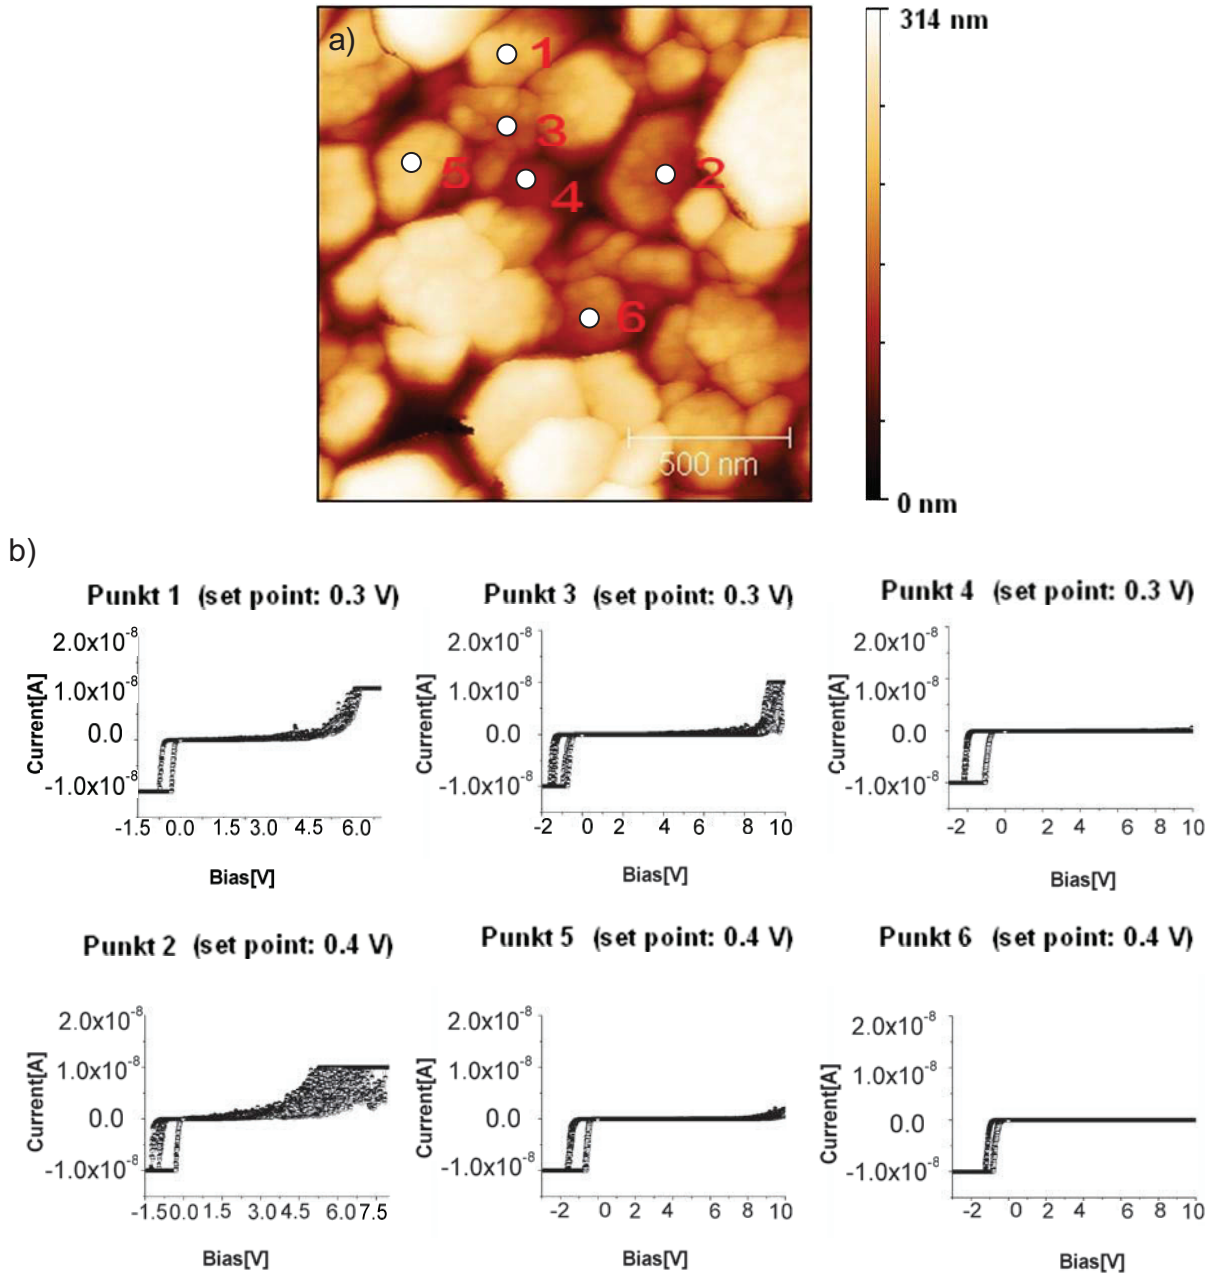 a)
314 nm
1
3
5
2
4
6
500 nm
0 nm
b)
Punkt 1 (set point: 0.3 V)
2.0x10-8
1.0x10-8
0.0
-1.0x10-8
Current[A]
-1.5 0.0 1.5 3.0 4.5 6.0
Bias[V]
Punkt 3 (set point: 0.3 V)
2.0x10-8
1.0x10-8
0.0
-1.0x10-8
Current[A]
-2 0 2 4 6 8 10
Bias[V]
Punkt 4 (set point: 0.3 V)
2.0x10-8
1.0x10-8
0.0
-1.0x10-8
Current[A]
-2 0 2 4 6 8 10
Bias[V]
Punkt 2 (set point: 0.4 V)
2.0x10-8
1.0x10-8
0.0
-1.0x10-8
Current[A]
-1.5 0.0 1.5 3.0 4.5 6.0 7.5
Bias[V]
Punkt 5 (set point: 0.4 V)
2.0x10-8
1.0x10-8
0.0
-1.0x10-8
Current[A]
-2 0 2 4 6 8 10
Bias[V]
Punkt 6 (set point: 0.4 V)
2.0x10-8
1.0x10-8
0.0
-1.0x10-8
Current[A]
-2 0 2 4 6 8 10
Bias[V]